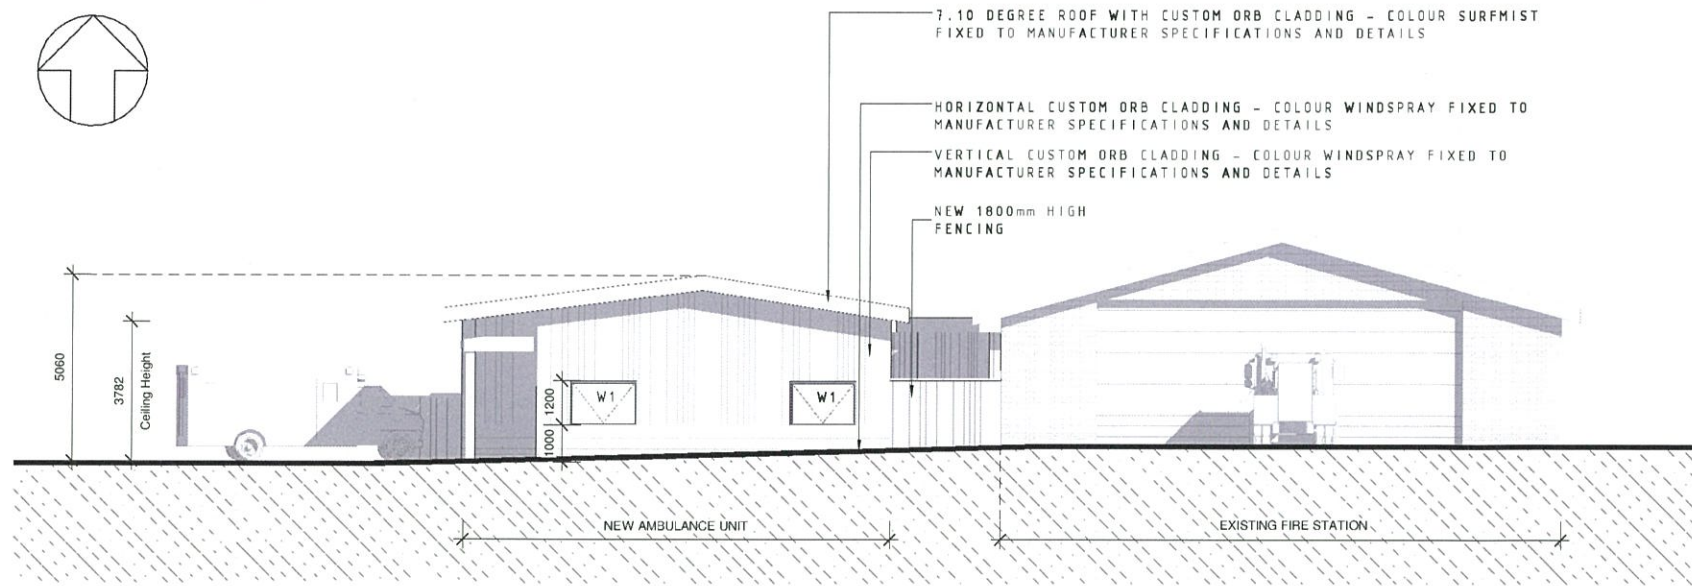 7.10 DEGREE ROOF WITH CUSTOM ORB CLADDING - COLOUR SURFMIST
FIXED TO MANUFACTURER SPECIFICATIONS AND DETAILS
HORIZONTAL CUSTOM ORB CLADDING - COLOUR WINDSPRAY FIXED TO
MANUFACTURER SPECIFICATIONS AND DETAILS
VERTICAL CUSTOM ORB CLADDING - COLOUR WINDSPRAY FIXED TO
MANUFACTURER SPECIFICATIONS AND DETAILS
NEW 1800mm HIGH
FENCING
5060
3782
Ceiling Height
1200
1000
W1
W1
NEW AMBULANCE UNIT
EXISTING FIRE STATION